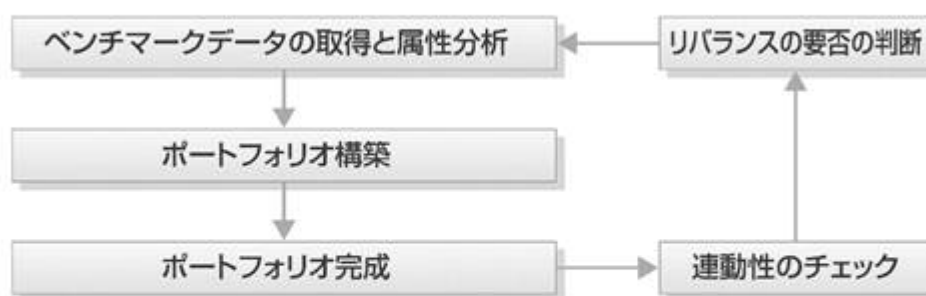 ベンチマークデータの取得と属性分析
リバランスの要否の判断
ポートフォリオ構築
ポートフォリオ完成
連動性のチェック